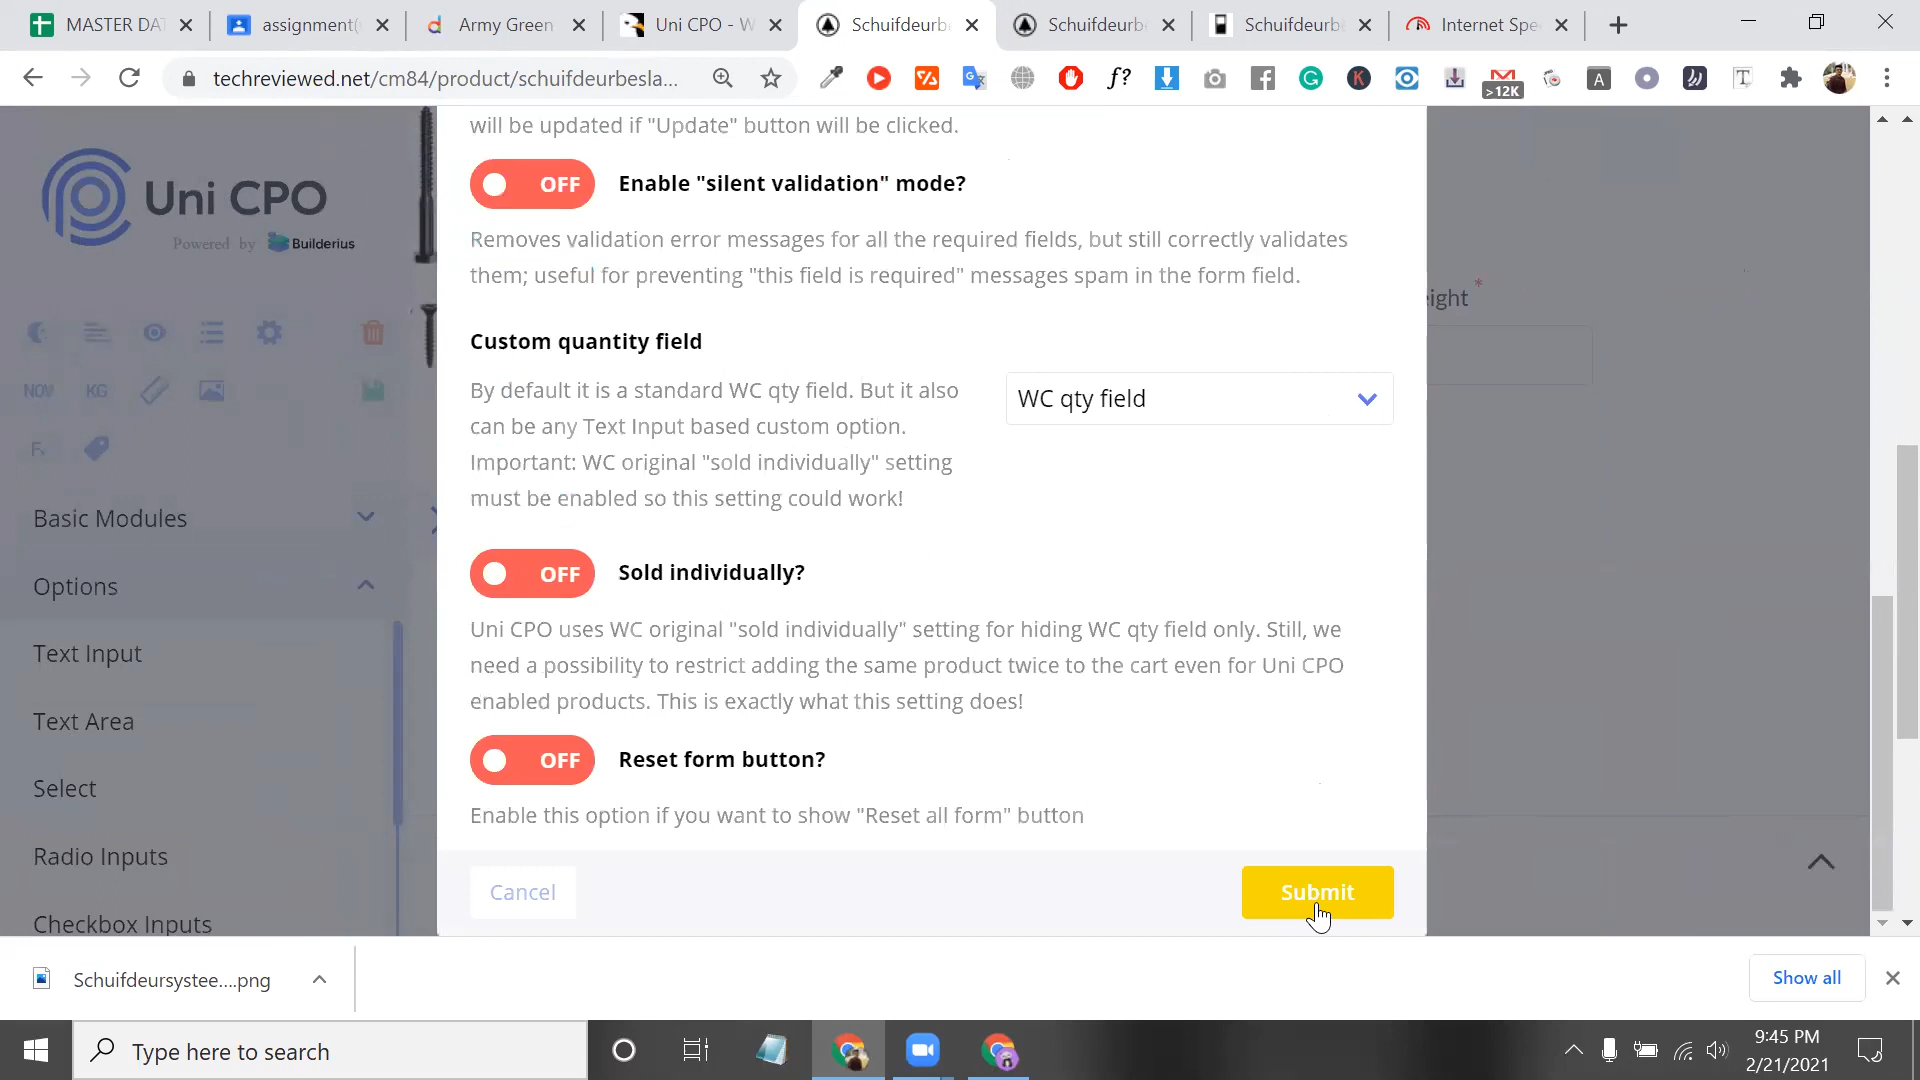 MASTER DAT
assignment(
Army Green
Uni CPO - W
Schuifdeurb
Schuifdeurb
Schuifdeurb
Internet Spe
techreviewed.net/cm84/product/schuifdeurbesla...
>12K
Uni CPO
Powered by Builderius
NOV
KG
Basic Modules
Options
Text Input
Text Area
Select
Radio Inputs
Checkbox Inputs
will be updated if "Update" button will be clicked.
OFF Enable "silent validation" mode?
Removes validation error messages for all the required fields, but still correctly validates
them; useful for preventing "this field is required" messages spam in the form field.
Custom quantity field
By default it is a standard WC qty field. But it also
can be any Text Input based custom option.
Important: WC original "sold individually" setting
must be enabled so this setting could work!
WC qty field
OFF Sold individually?
Uni CPO uses WC original "sold individually" setting for hiding WC qty field only. Still, we
need a possibility to restrict adding the same product twice to the cart even for Uni CPO
enabled products. This is exactly what this setting does!
OFF Reset form button?
Enable this option if you want to show "Reset all form" button
Cancel
Submit
eight *
Schuifdeursystee....png
Show all
Type here to search
9:45 PM
2/21/2021